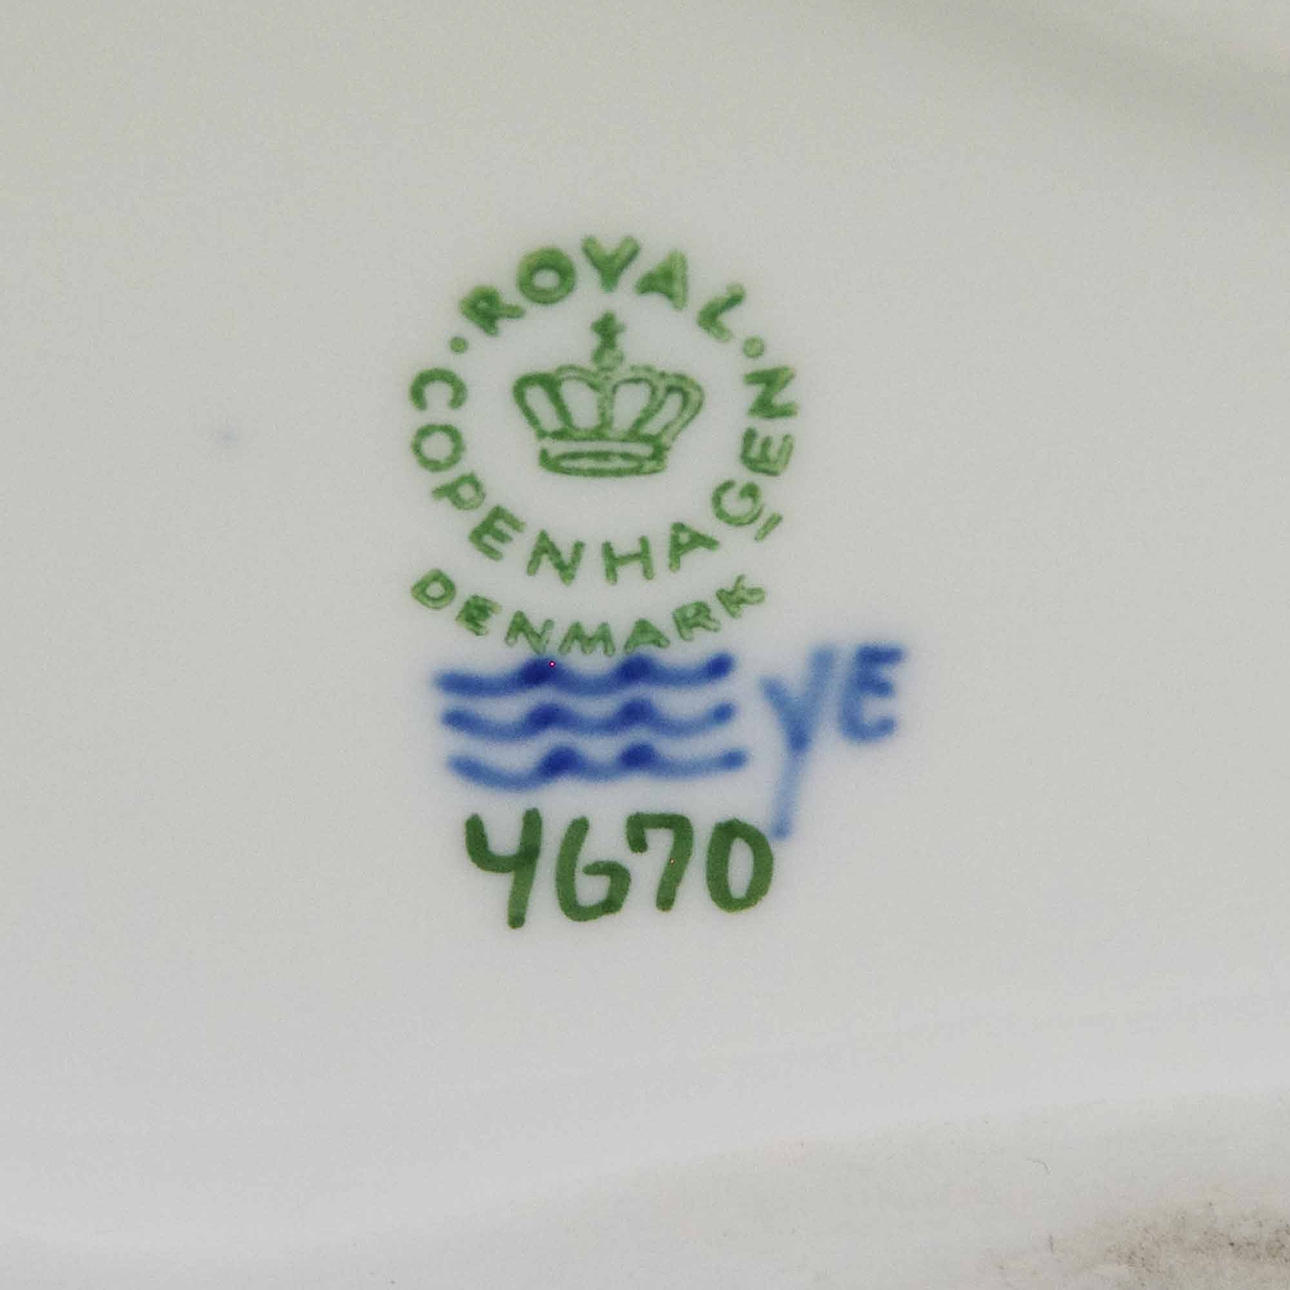 ROYAL
COPENHAGEN
DENMARK
YE
4670